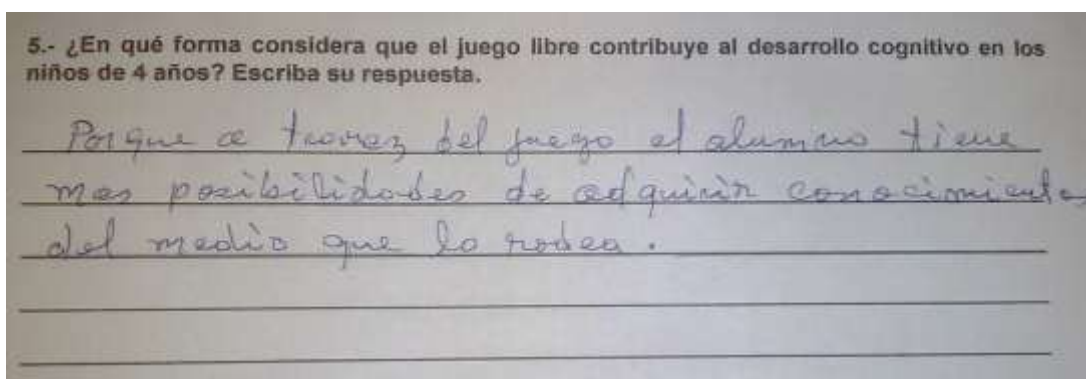 5.- ¿En qué forma considera que el juego libre contribuye al desarrollo cognitivo en los
niños de 4 años? Escriba su respuesta.
Porque a travez del juego el alumno tiene
mas posibilidades de adquirir conocimientos
del medio que lo rodea.